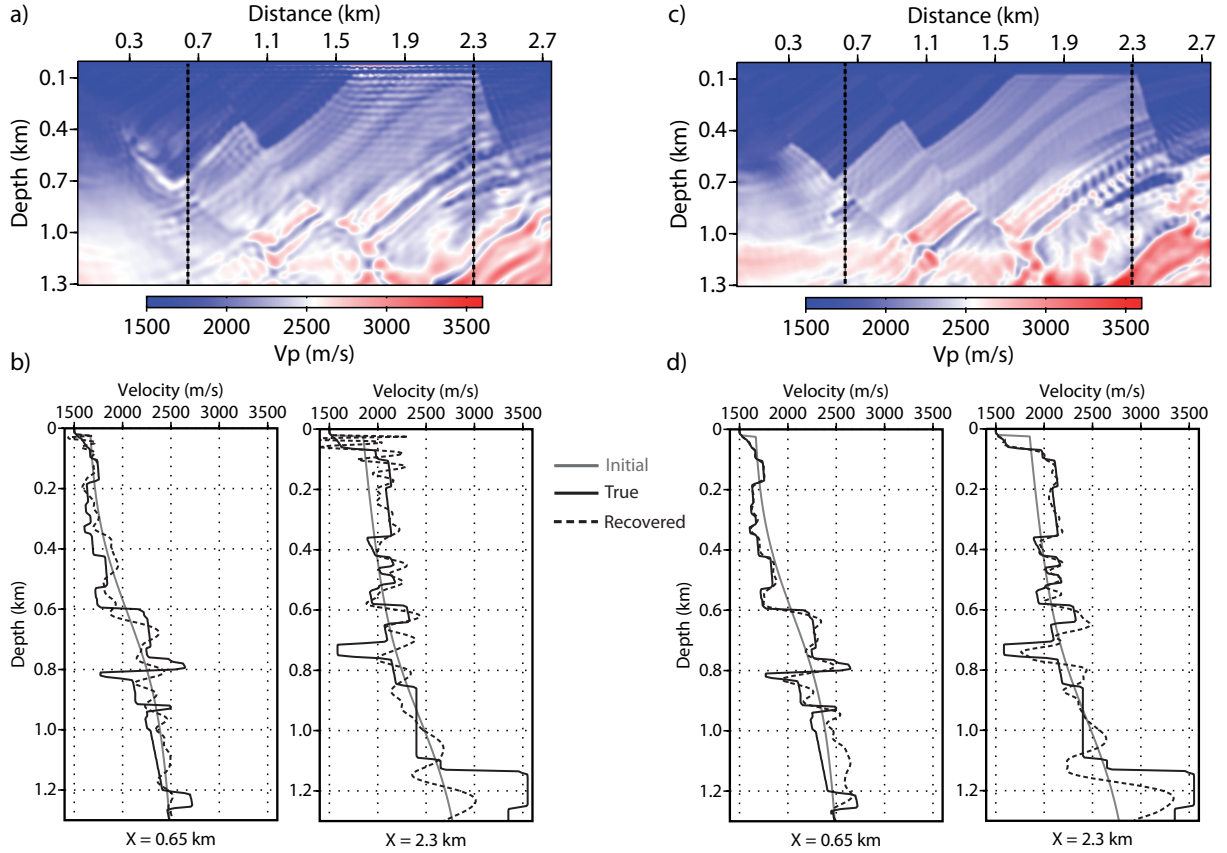 a)
Distance (km)
0.3 0.7 1.1 1.5 1.9 2.3 2.7
Depth (km)
0.1
0.4
0.7
1.0
1.3
1500 2000 2500 3000 3500
Vp (m/s)
c)
Distance (km)
0.3 0.7 1.1 1.5 1.9 2.3 2.7
Depth (km)
0.1
0.4
0.7
1.0
1.3
1500 2000 2500 3000 3500
Vp (m/s)
b)
Velocity (m/s)
1500 2000 2500 3000 3500
Depth (km)
0
0.2
0.4
0.6
0.8
1.0
1.2
X = 0.65 km
Velocity (m/s)
1500 2000 2500 3000 3500
0
0.2
0.4
0.6
0.8
1.0
1.2
X = 2.3 km
Initial
True
Recovered
d)
Velocity (m/s)
1500 2000 2500 3000 3500
Depth (km)
0
0.2
0.4
0.6
0.8
1.0
1.2
X = 0.65 km
Velocity (m/s)
1500 2000 2500 3000 3500
0
0.2
0.4
0.6
0.8
1.0
1.2
X = 2.3 km